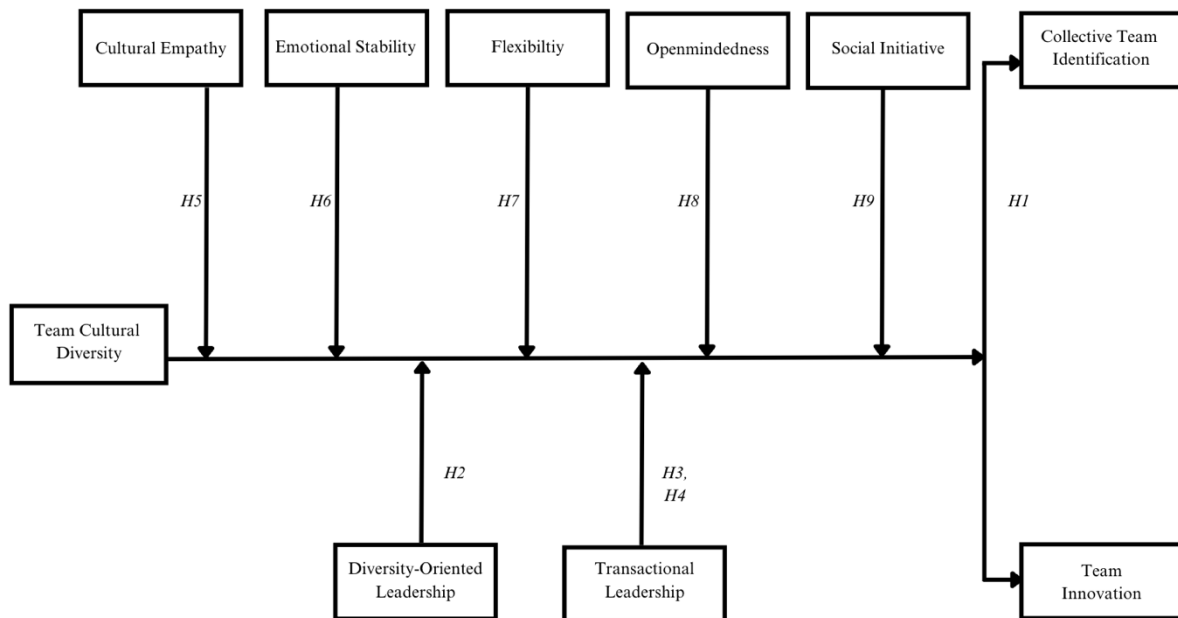 Cultural Empathy
Emotional Stability
Flexibiltiy
Openmindedness
Social Initiative
Collective Team
Identification
H5
H6
H7
H8
H9
H1
Team Cultural
Diversity
H2
H3,
H4
Diversity-Oriented
Leadership
Transactional
Leadership
Team
Innovation